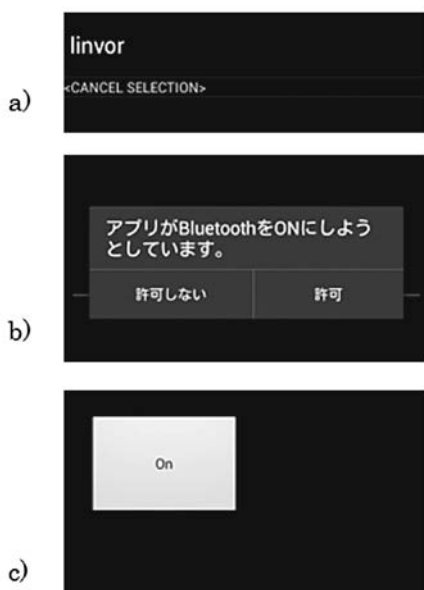 a)
linvor
<CANCEL SELECTION>
b)
アプリがBluetoothをONにしよう
としています。
許可しない 許可
c)
On